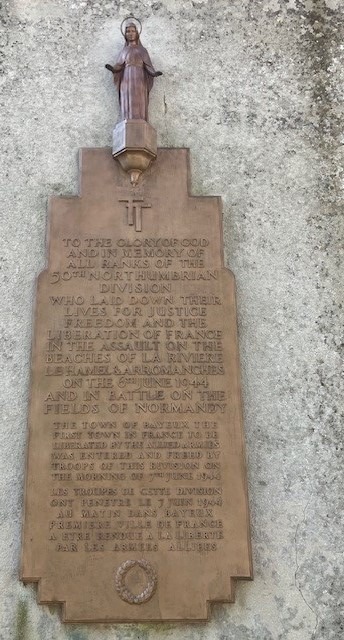 TO THE GLORY OF GOD
AND IN MEMORY OF
ALL RANKS OF THE
50TH NORTHUMBRIAN
DIVISION
WHO LAID DOWN THEIR
LIVES FOR JUSTICE
FREEDOM AND THE
LIBERATION OF FRANCE
IN THE ASSAULT ON THE
BEACHES OF LA RIVIERE
LE HAMEL & ARROMANCHES
ON THE 6TH JUNE 1944
AND IN BATTLE ON THE
FIELDS OF NORMANDY
THE TOWN OF BAYEUX THE
FIRST TOWN IN FRANCE TO BE
LIBERATED BY THE ALLIED ARMIES
WAS ENTERED AND FREED BY
TROOPS OF THIS DIVISION ON
THE MORNING OF 7TH JUNE 1944
LES TROUPES DE CETTE DIVISION
ONT PENETRE LE 7 JUIN 1944
AU MATIN DANS BAYEUX
PREMIERE VILLE DE FRANCE
A ETRE RENDUE A LA LIBERTE
PAR LES ARMEES ALLIEES